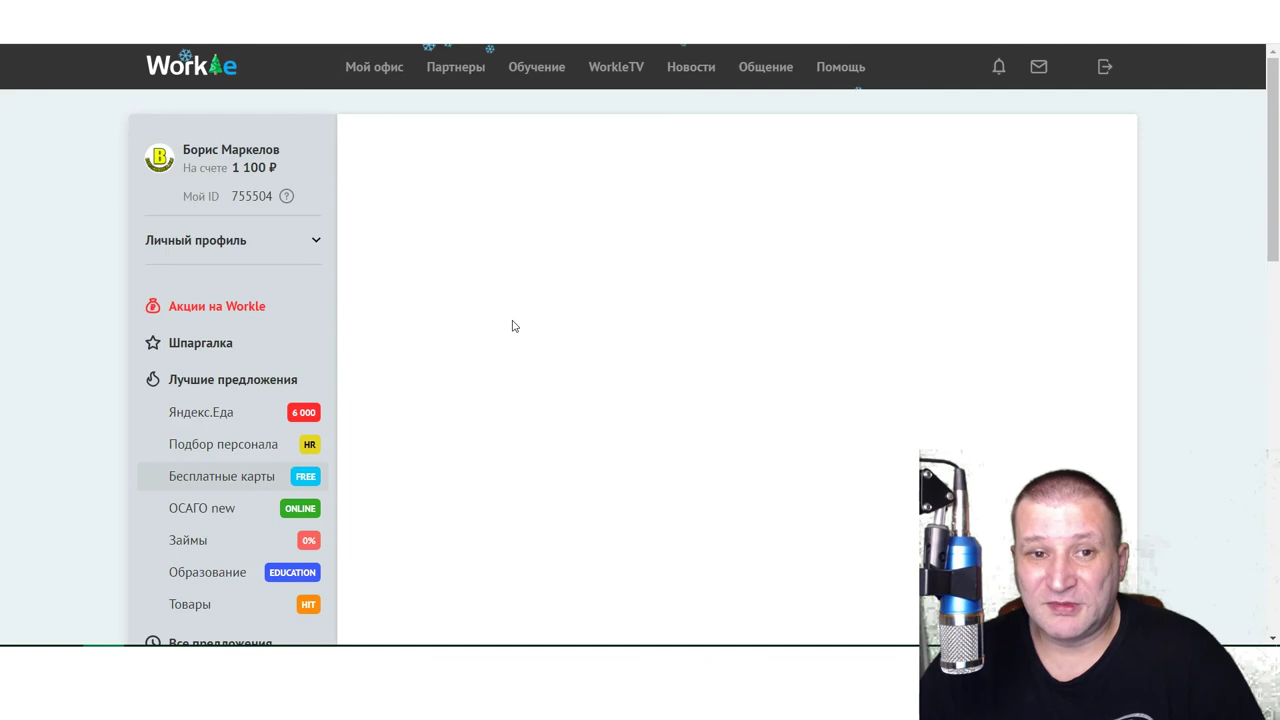 Workle
Мой офис
Партнеры
Обучение
WorkleTV
Новости
Общение
Помощь
B
Борис Маркелов
На счете 1 100 ₽
Мой ID 755504 ?
Личный профиль
Акции на Workle
Шпаргалка
Лучшие предложения
Яндекс.Еда 6 000
Подбор персонала HR
Бесплатные карты FREE
ОСАГО new ONLINE
Займы 0%
Образование EDUCATION
Товары HIT
Все предложения